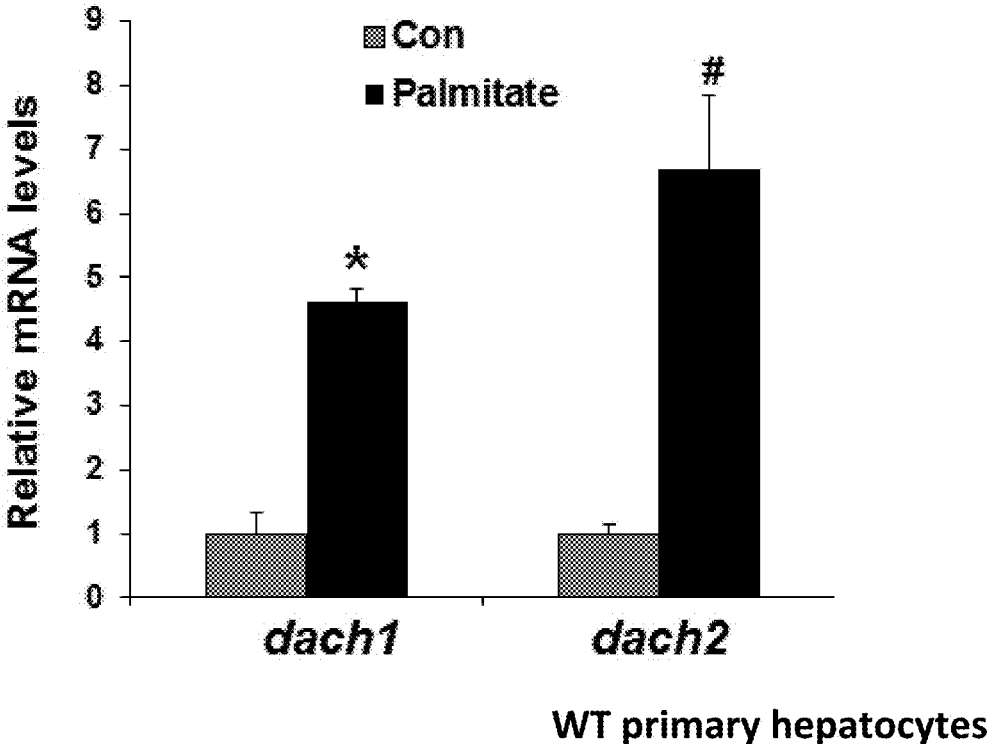 9
8
7
6
5
4
3
2
1
0
Relative mRNA levels
Con
Palmitate
*
#
dach1
dach2
WT primary hepatocytes